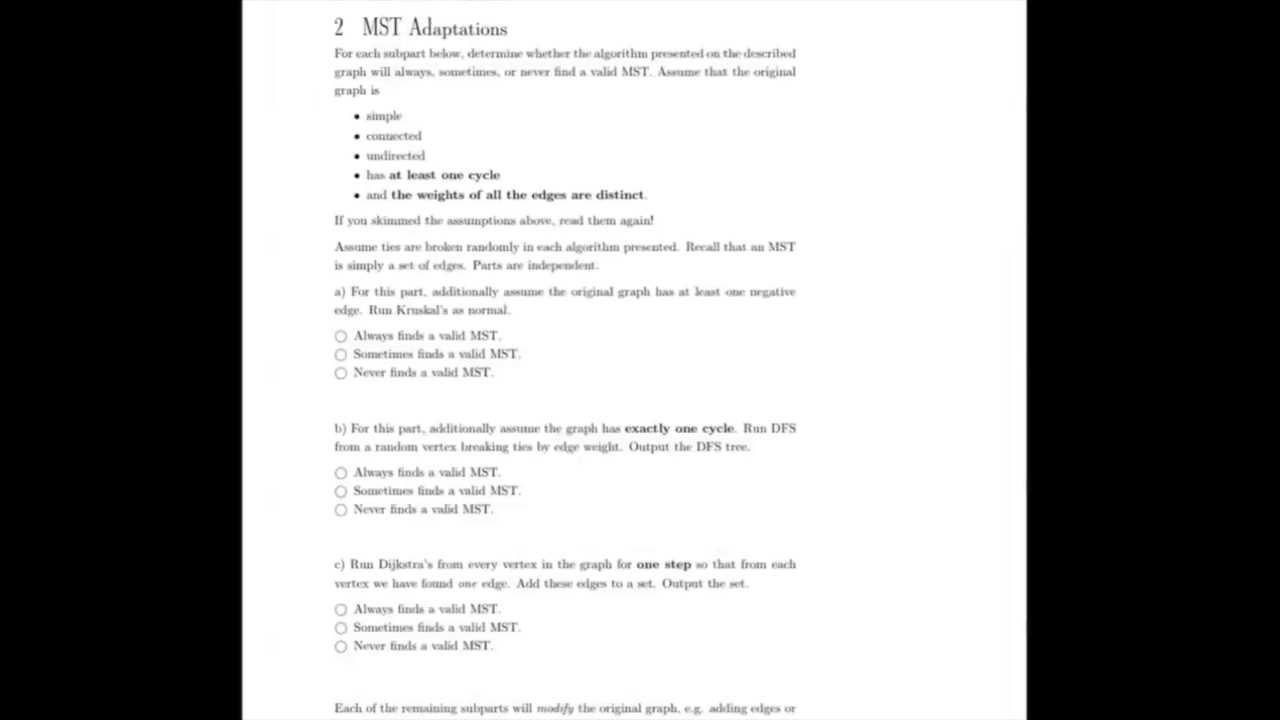 2 MST Adaptations
For each subpart below, determine whether the algorithm presented on the described
graph will always, sometimes, or never find a valid MST. Assume that the original
graph is
• simple
• connected
• undirected
• has at least one cycle
• and the weights of all the edges are distinct.
If you skimmed the assumptions above, read them again!
Assume ties are broken randomly in each algorithm presented. Recall that an MST
is simply a set of edges. Parts are independent.
a) For this part, additionally assume the original graph has at least one negative
edge. Run Kruskal's as normal.
Always finds a valid MST.
Sometimes finds a valid MST.
Never finds a valid MST.
b) For this part, additionally assume the graph has exactly one cycle. Run DFS
from a random vertex breaking ties by edge weight. Output the DFS tree.
Always finds a valid MST.
Sometimes finds a valid MST.
Never finds a valid MST.
c) Run Dijkstra's from every vertex in the graph for one step so that from each
vertex we have found one edge. Add these edges to a set. Output the set.
Always finds a valid MST.
Sometimes finds a valid MST.
Never finds a valid MST.
Each of the remaining subparts will modify the original graph, e.g. adding edges or